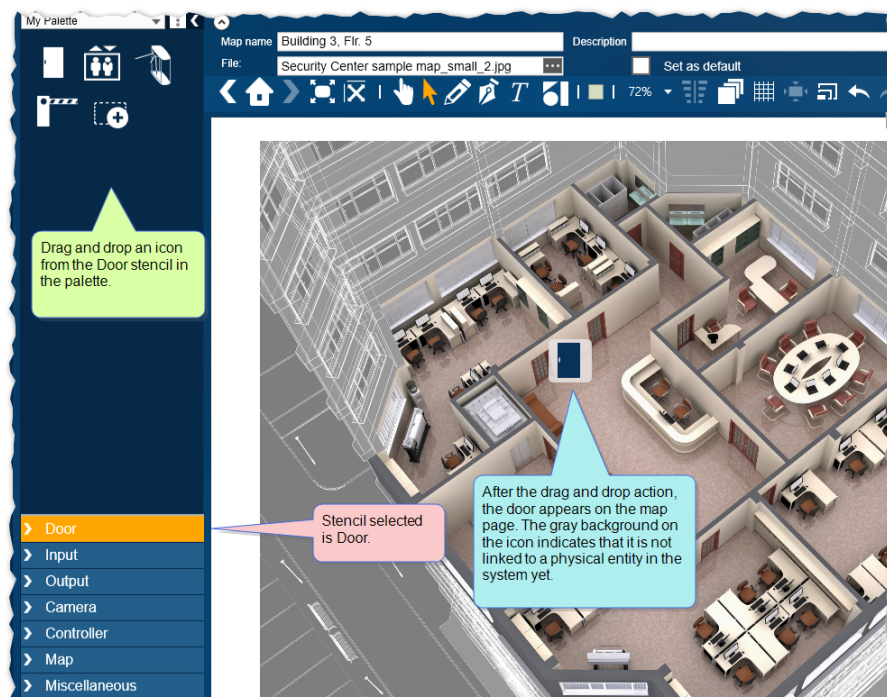 My Palette
Map name
Building 3, Flr. 5
Description
File:
Security Center sample map_small_2.jpg
Set as default
T
72%
Drag and drop an icon
from the Door stencil in
the palette.
After the drag and drop action,
the door appears on the map
page. The gray background on
the icon indicates that it is not
linked to a physical entity in the
system yet.
Stencil selected
is Door.
Door
Input
Output
Camera
Controller
Map
Miscellaneous